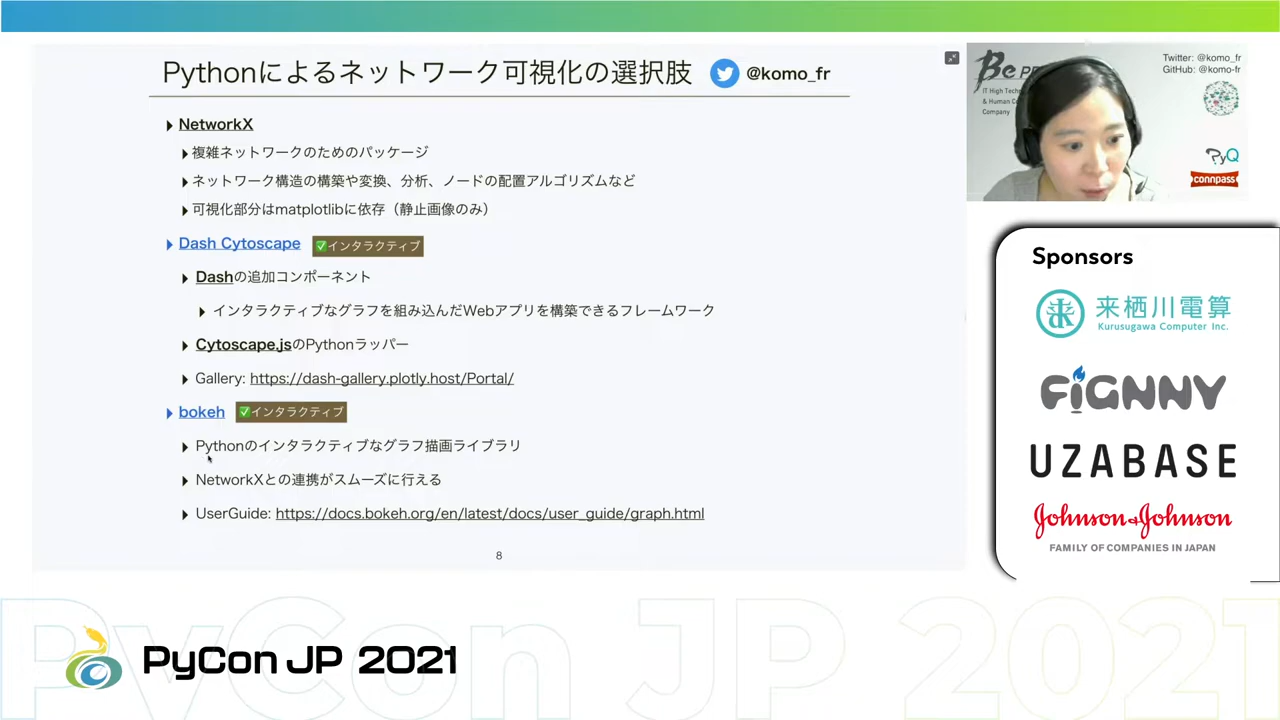 Pythonによるネットワーク可視化の選択肢 @komo_fr
NetworkX
複雑ネットワークのためのパッケージ
ネットワーク構造の構築や変換、分析、ノードの配置アルゴリズムなど
可視化部分はmatplotlibに依存（静止画像のみ）
Dash Cytoscape ✅インタラクティブ
Dashの追加コンポーネント
インタラクティブなグラフを組み込んだWebアプリを構築できるフレームワーク
Cytoscape.jsのPythonラッパー
Gallery: https://dash-gallery.plotly.host/Portal/
bokeh ✅インタラクティブ
Pythonのインタラクティブなグラフ描画ライブラリ
NetworkXとの連携がスムーズに行える
UserGuide: https://docs.bokeh.org/en/latest/docs/user_guide/graph.html
8
Be
IT High
& Human
Company
Twitter: @komo_fr
GitHub: @komo-fr
PyQ
connpass
Sponsors
来栖川電算
Kurusugawa Computer Inc.
FiGNNY
UZABASE
Johnson&Johnson
FAMILY OF COMPANIES IN JAPAN
PyCon JP 2021
PyCon JP 2021